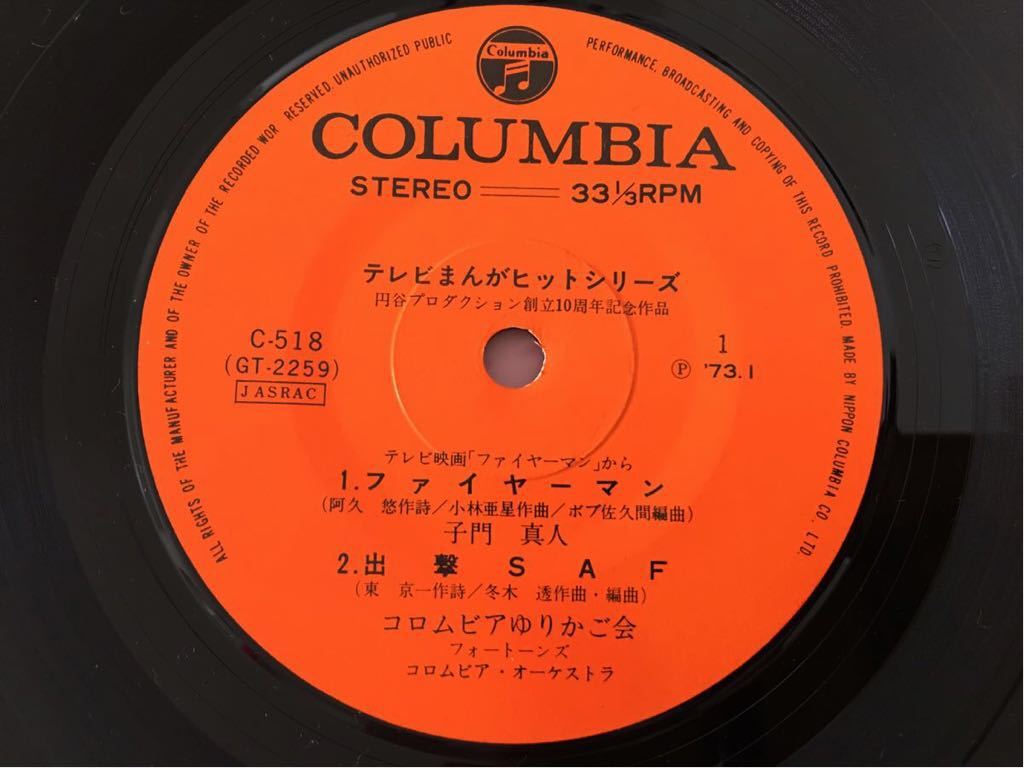 Columbia
ALL RIGHTS OF THE MANUFACTURER AND OF THE OWNER OF THE RECORDED WOR RESERVED, UNAUTHORIZED PUBLIC
PERFORMANCE, BROADCASTING AND COPYING OF THIS RECORD PROHIBITED. MADE BY NIPPON COLUMBIA CO., LTD.
COLUMBIA
STEREO 33⅓RPM
テレビまんがヒットシリーズ
円谷プロダクション創立10周年記念作品
C-518
(GT-2259)
JASRAC
1
Ⓟ '73.1
テレビ映画「ファイヤーマン」から
1.ファイヤーマン
(阿久 悠作詩/小林亜星作曲/ボブ佐久間編曲)
子門 真人
2.出撃SAF
(東 京一作詩/冬木 透作曲・編曲)
コロムビアゆりかご会
フォートーンズ
コロムビア・オーケストラ